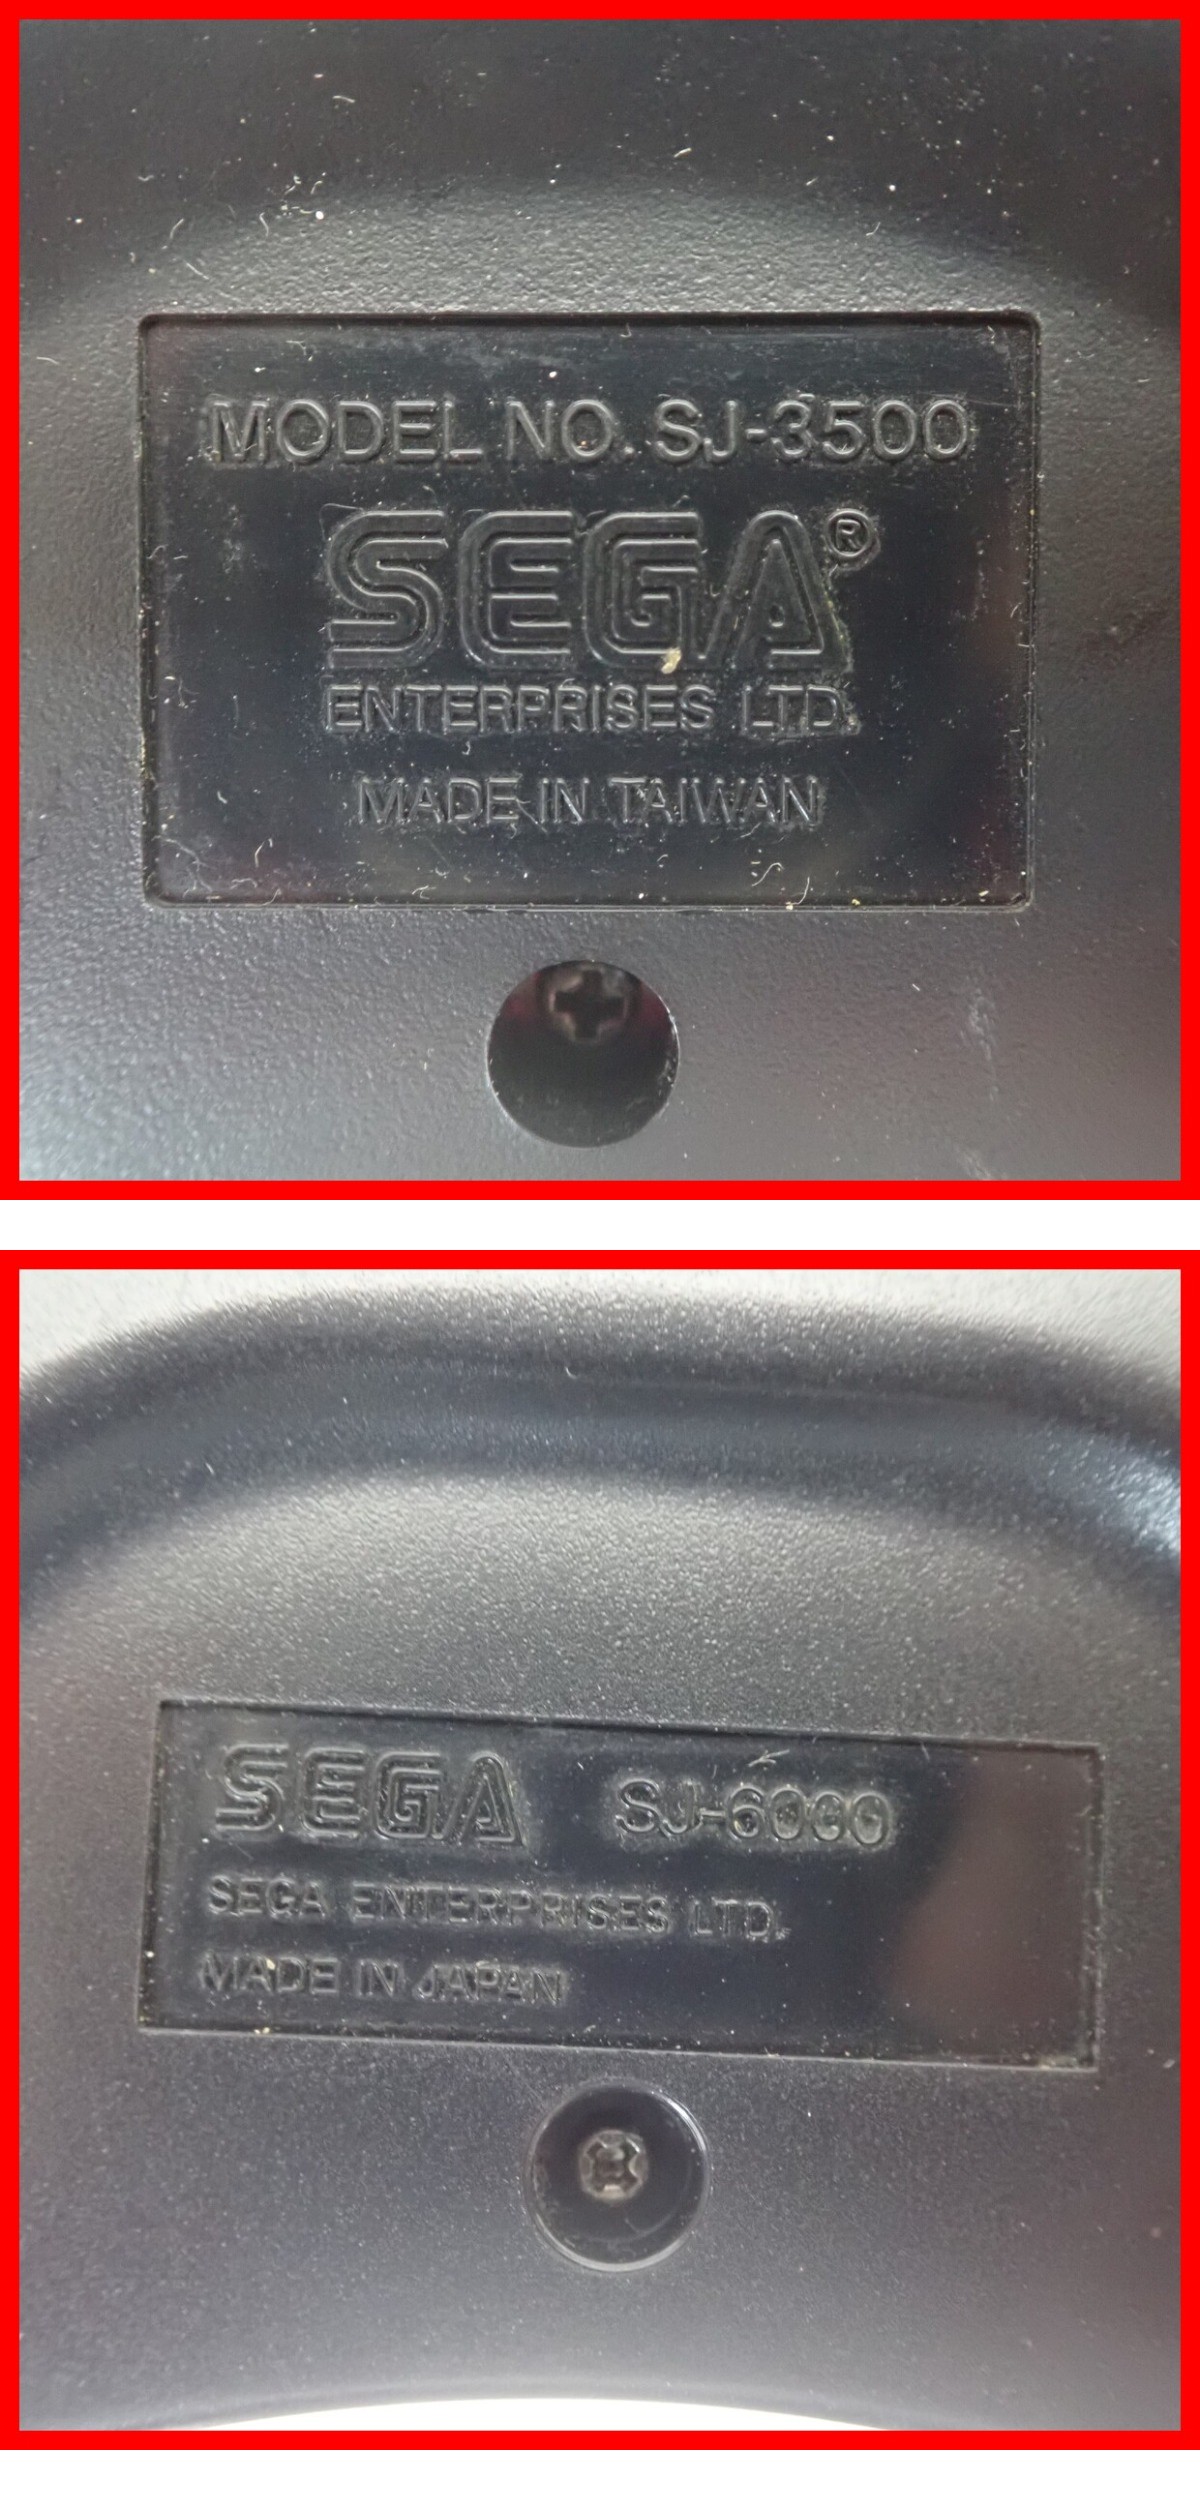 MODEL NO. SJ-3500
SEGA®
ENTERPRISES LTD.
MADE IN TAIWAN
SEGA SJ-6000
SEGA ENTERPRISES LTD.
MADE IN JAPAN